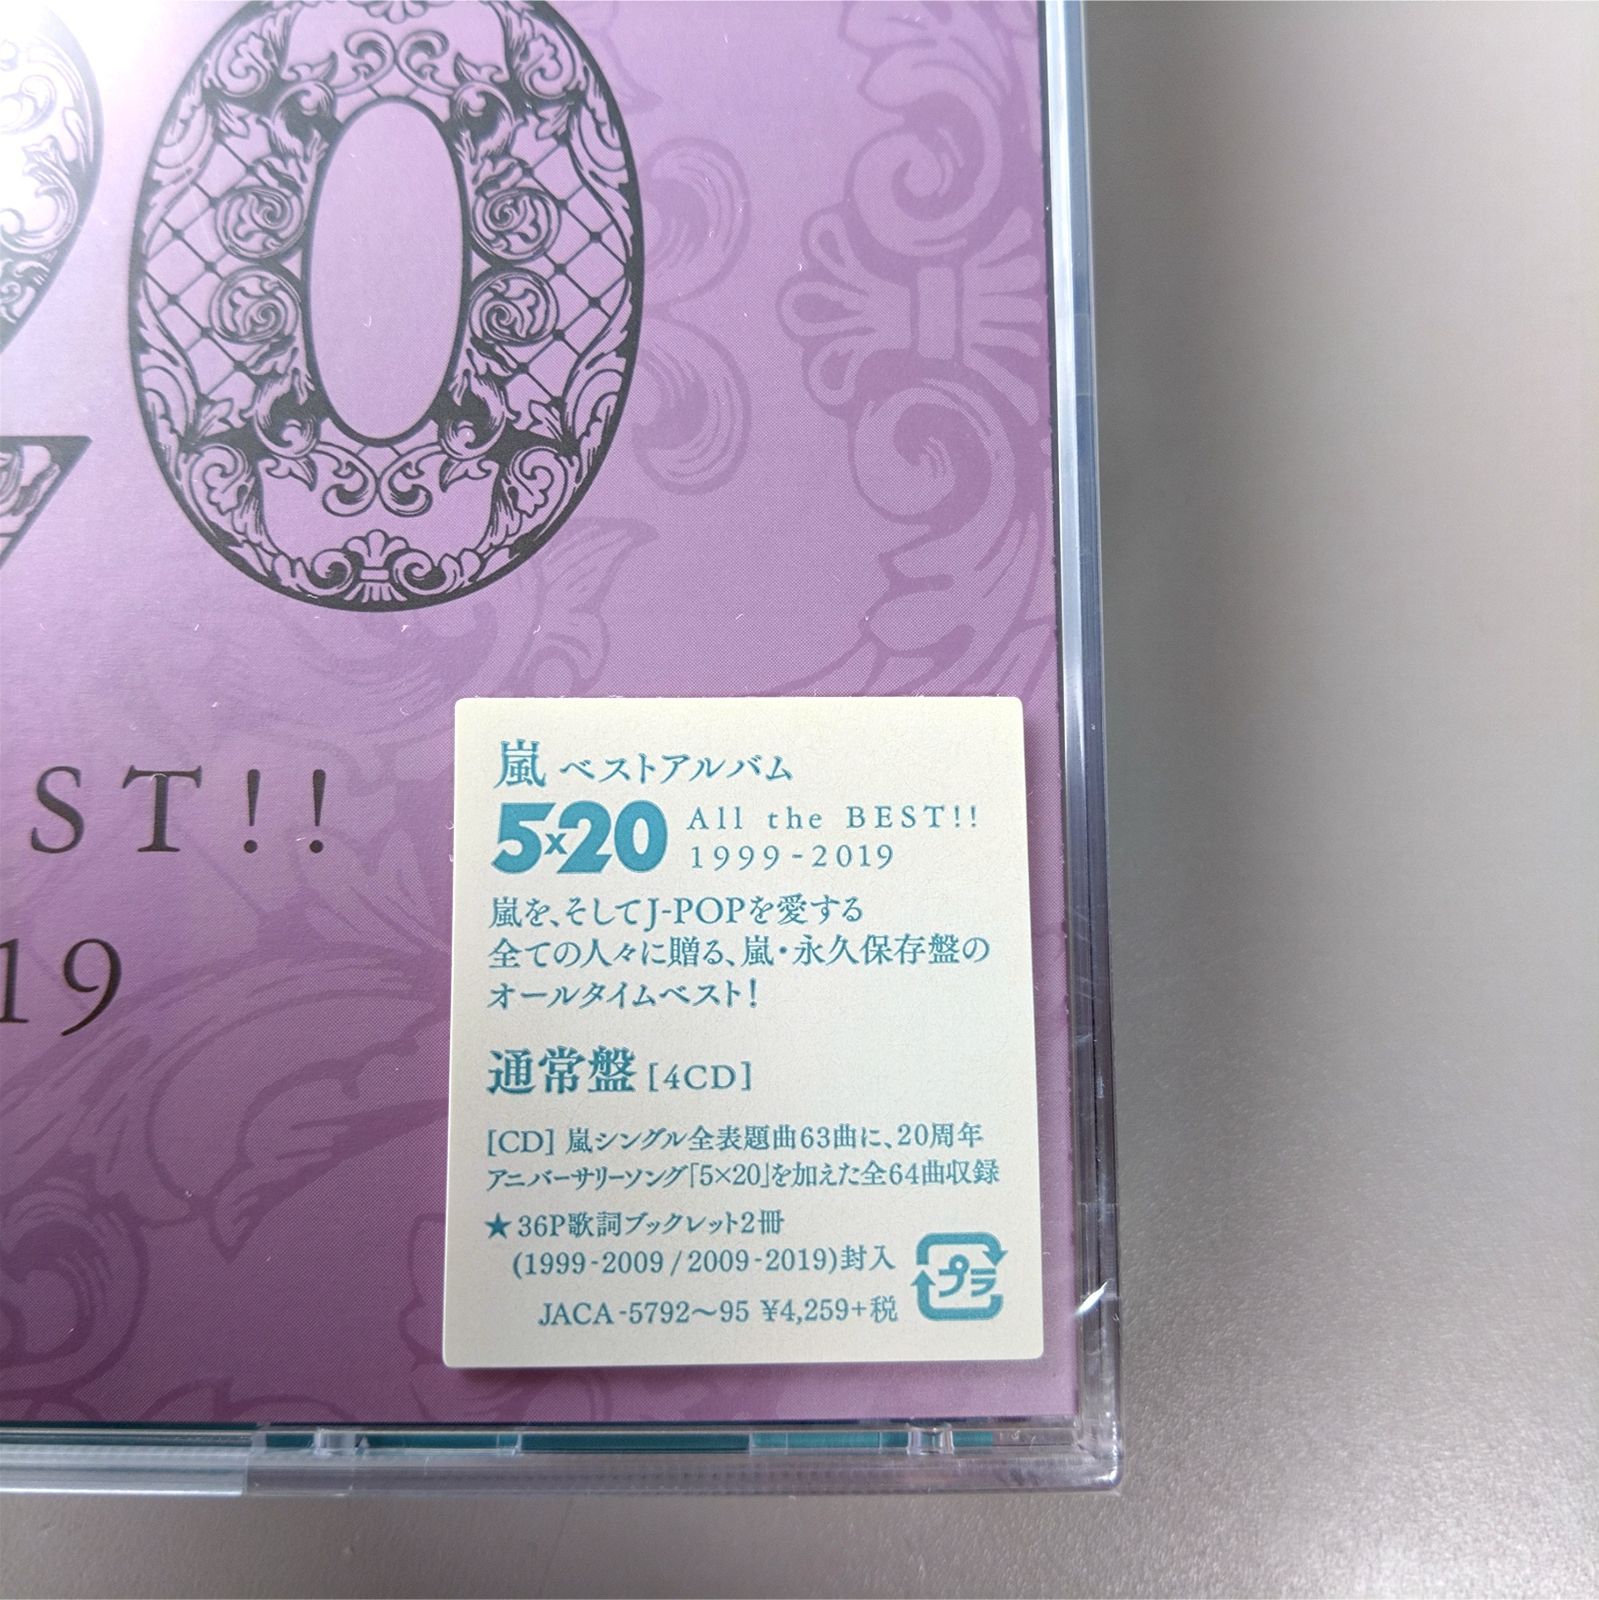 20
ST!!
19
嵐 ベストアルバム
5×20 All the BEST!!
1999-2019
嵐を、そしてJ-POPを愛する
全ての人々に贈る、嵐・永久保存盤の
オールタイムベスト!
通常盤 [4CD]
[CD] 嵐シングル全表題曲63曲に、20周年
アニバーサリーソング「5×20」を加えた全64曲収録
★36P歌詞ブックレット2冊
(1999-2009/2009-2019)封入
プラ
JACA-5792～95 ¥4,259+税